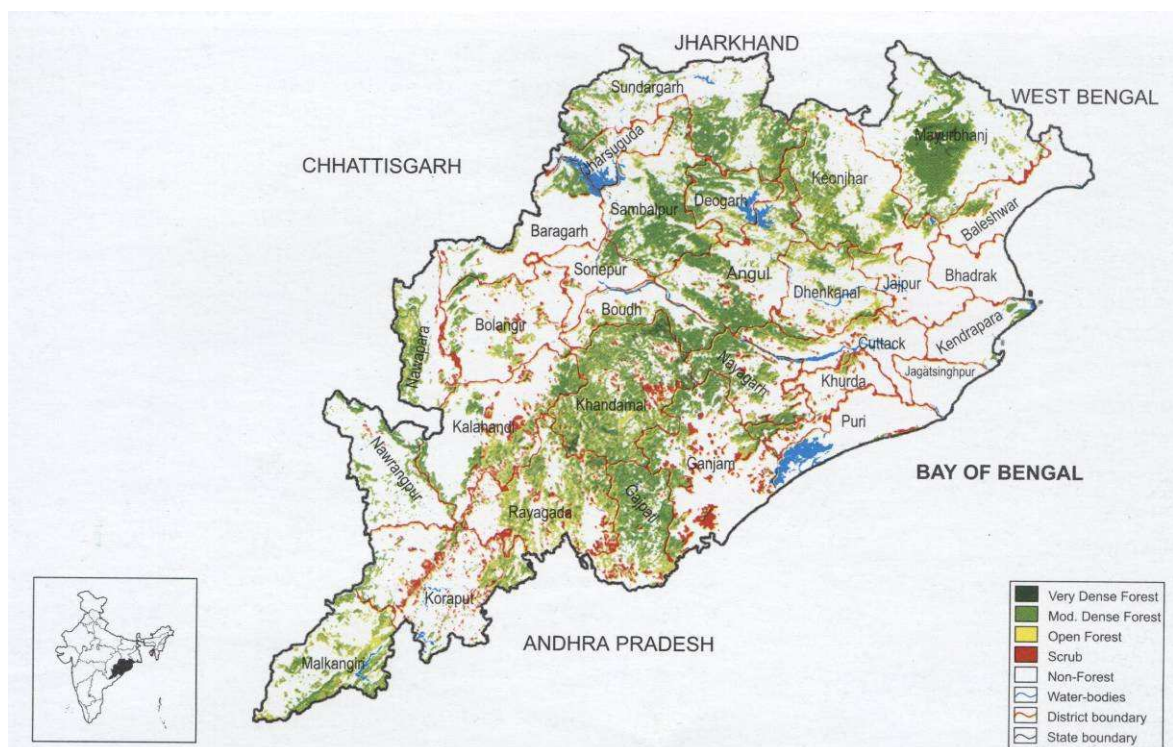 JHARKHAND
WEST BENGAL
CHHATTISGARH
Sundargarh
Jharsuguda
Mayurbhanj
Keonjhar
Deogarh
Sambalpur
Baleshwar
Baragarh
Sonepur
Angul
Bhadrak
Dhenkanal
Jajpur
Boudh
Bolangir
Kendrapara
Cuttack
Nawapara
Nayagarh
Jagatsinghpur
Khurda
Khandamal
Puri
Kalahandi
Ganjam
BAY OF BENGAL
Nawrangpur
Gajpati
Rayagada
Koraput
ANDHRA PRADESH
Malkangiri
Very Dense Forest
Mod. Dense Forest
Open Forest
Scrub
Non-Forest
Water-bodies
District boundary
State boundary